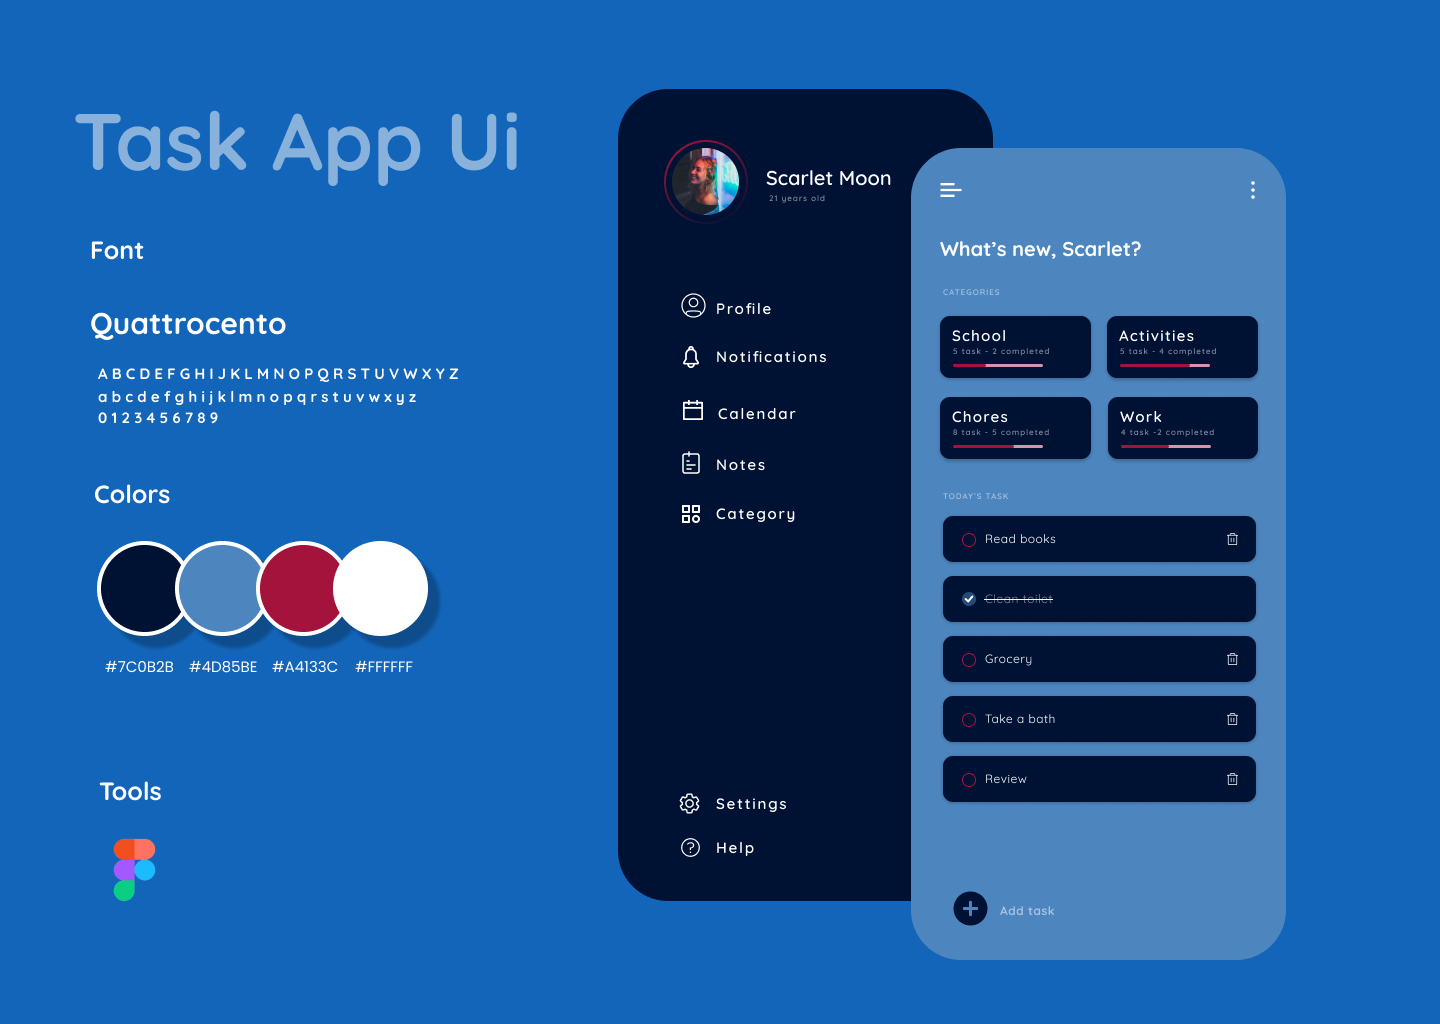 Task App Ui
Font
Quattrocento
A B C D E F G H I J K L M N O P Q R S T U V W X Y Z
a b c d e f g h i j k l m n o p q r s t u v w x y z
0 1 2 3 4 5 6 7 8 9
Colors
#7C0B2B #4D85BE #A4133C #FFFFFF
Tools
Scarlet Moon
21 years old
Profile
Notifications
Calendar
Notes
Category
Settings
Help
What's new, Scarlet?
CATEGORIES
School
5 task - 2 completed
Activities
5 task - 4 completed
Chores
8 task - 5 completed
Work
4 task -2 completed
TODAY'S TASK
Read books
Clean toilet
Grocery
Take a bath
Review
Add task